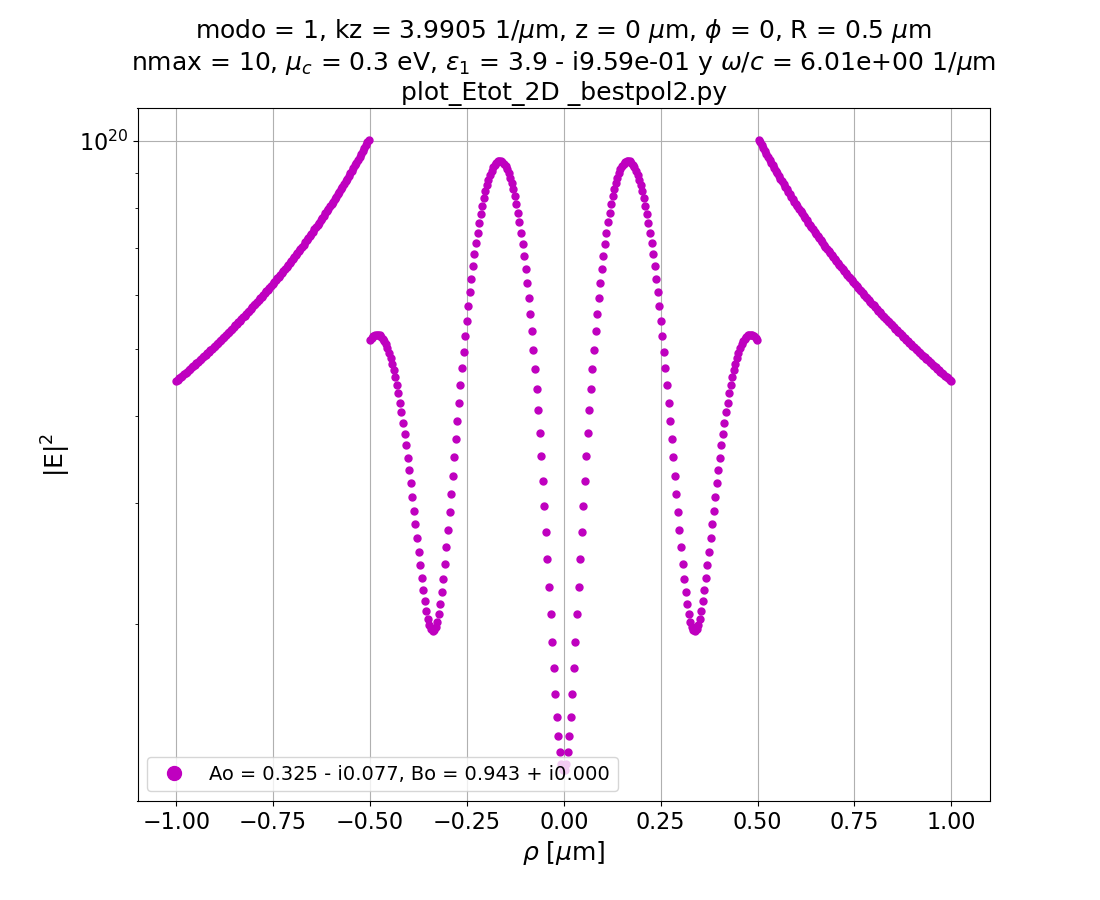 modo = 1, kz = 3.9905 1/μm, z = 0 μm, ϕ = 0, R = 0.5 μm
nmax = 10, μ_c = 0.3 eV, ε₁ = 3.9 - i9.59e-01 y ω/c = 6.01e+00 1/μm
plot_Etot_2D _bestpol2.py
10²⁰
|E|²
Ao = 0.325 - i0.077, Bo = 0.943 + i0.000
−1.00 −0.75 −0.50 −0.25 0.00 0.25 0.50 0.75 1.00
ρ [μm]